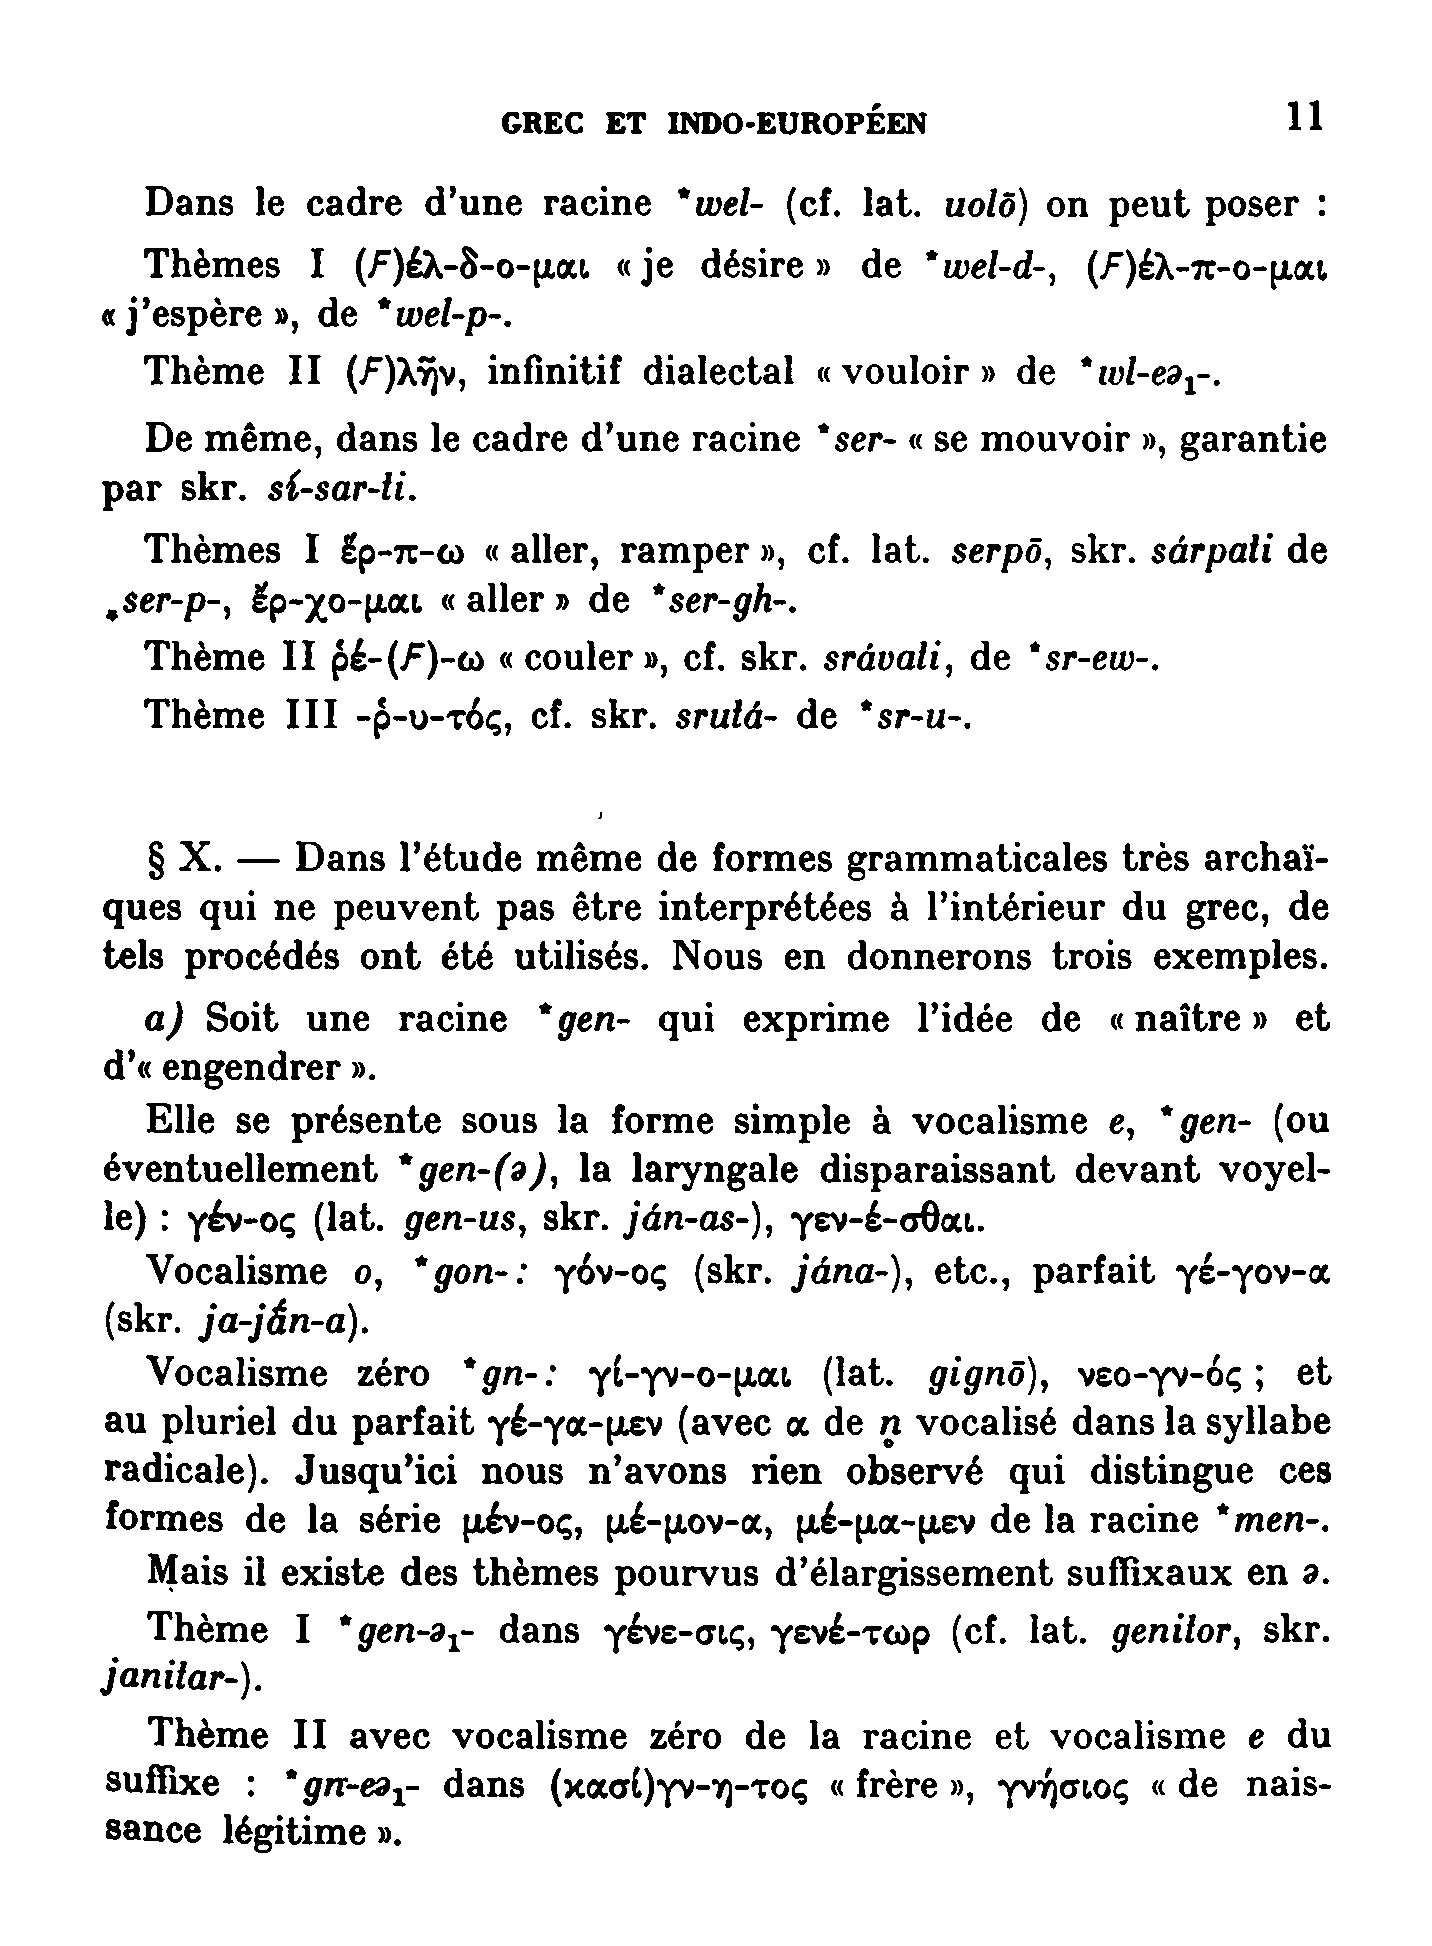 GREC ET INDO-EUROPÉEN 11
Dans le cadre d'une racine *wel- (cf. lat. uolō) on peut poser :
Thèmes I (Ϝ)έλ-δ-ο-μαι « je désire » de *wel-d-, (Ϝ)έλ-π-ο-μαι
« j'espère », de *wel-p-.
Thème II (Ϝ)λῆν, infinitif dialectal « vouloir » de *wl-eə₁-.
De même, dans le cadre d'une racine *ser- « se mouvoir », garantie
par skr. sí-sar-ti.
Thèmes I ἕρ-π-ω « aller, ramper », cf. lat. serpō, skr. sárpati de
*ser-p-, ἔρ-χο-μαι « aller » de *ser-gh-.
Thème II ῥέ-(Ϝ)-ω « couler », cf. skr. srávati, de *sr-ew-.
Thème III -ῥ-υ-τός, cf. skr. srutá- de *sr-u-.
§ X. — Dans l'étude même de formes grammaticales très archaï-
ques qui ne peuvent pas être interprétées à l'intérieur du grec, de
tels procédés ont été utilisés. Nous en donnerons trois exemples.
a) Soit une racine *gen- qui exprime l'idée de « naître » et
d'« engendrer ».
Elle se présente sous la forme simple à vocalisme e, *gen- (ou
éventuellement *gen-(ə), la laryngale disparaissant devant voyel-
le) : γέν-ος (lat. gen-us, skr. ján-as-), γεν-έ-σθαι.
Vocalisme o, *gon- : γόν-ος (skr. jána-), etc., parfait γέ-γον-α
(skr. ja-jā́n-a).
Vocalisme zéro *gn- : γί-γν-ο-μαι (lat. gignō), νεο-γν-ός ; et
au pluriel du parfait γέ-γα-μεν (avec α de n̥ vocalisé dans la syllabe
radicale). Jusqu'ici nous n'avons rien observé qui distingue ces
formes de la série μέν-ος, μέ-μον-α, μέ-μα-μεν de la racine *men-.
Mais il existe des thèmes pourvus d'élargissement suffixaux en ə.
Thème I *gen-ə₁- dans γένε-σις, γενέ-τωρ (cf. lat. genitor, skr.
janitar-).
Thème II avec vocalisme zéro de la racine et vocalisme e du
suffixe : *gn-eə₁- dans (κασί)γν-η-τος « frère », γνήσιος « de nais-
sance légitime ».